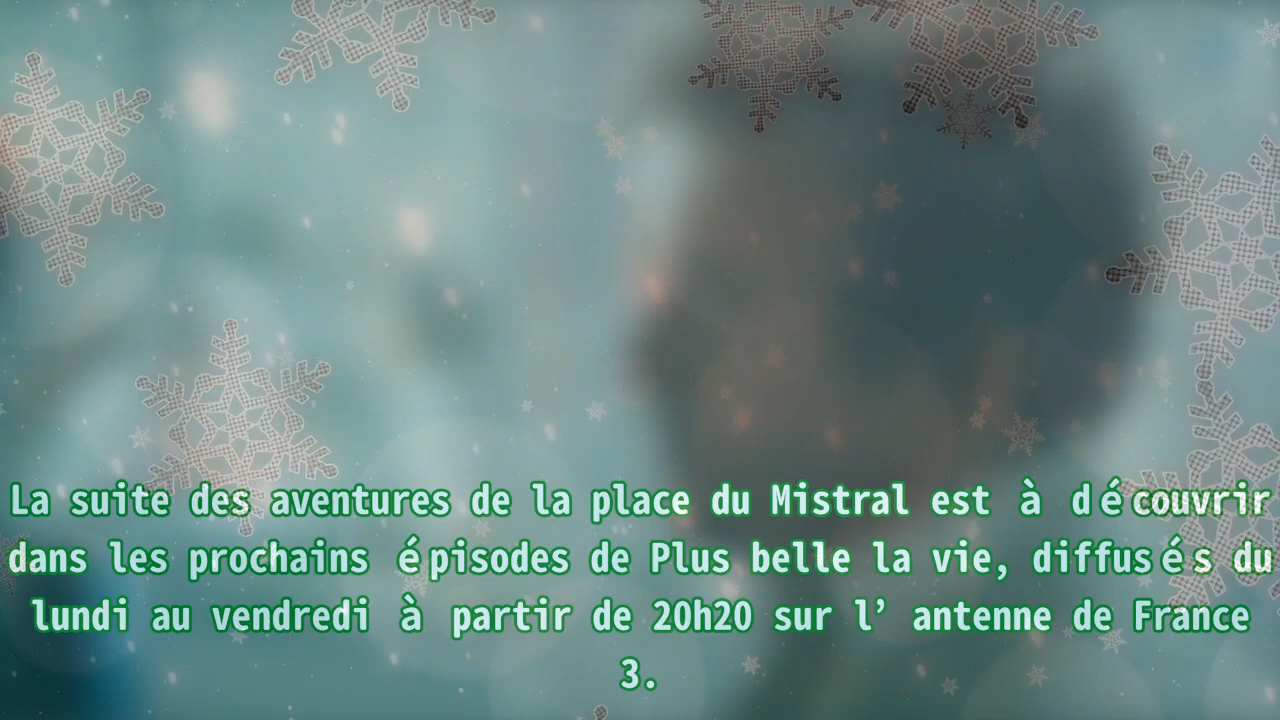 La suite des aventures de la place du Mistral est à découvrir
dans les prochains épisodes de Plus belle la vie, diffusés du
lundi au vendredi à partir de 20h20 sur l’ antenne de France
3.